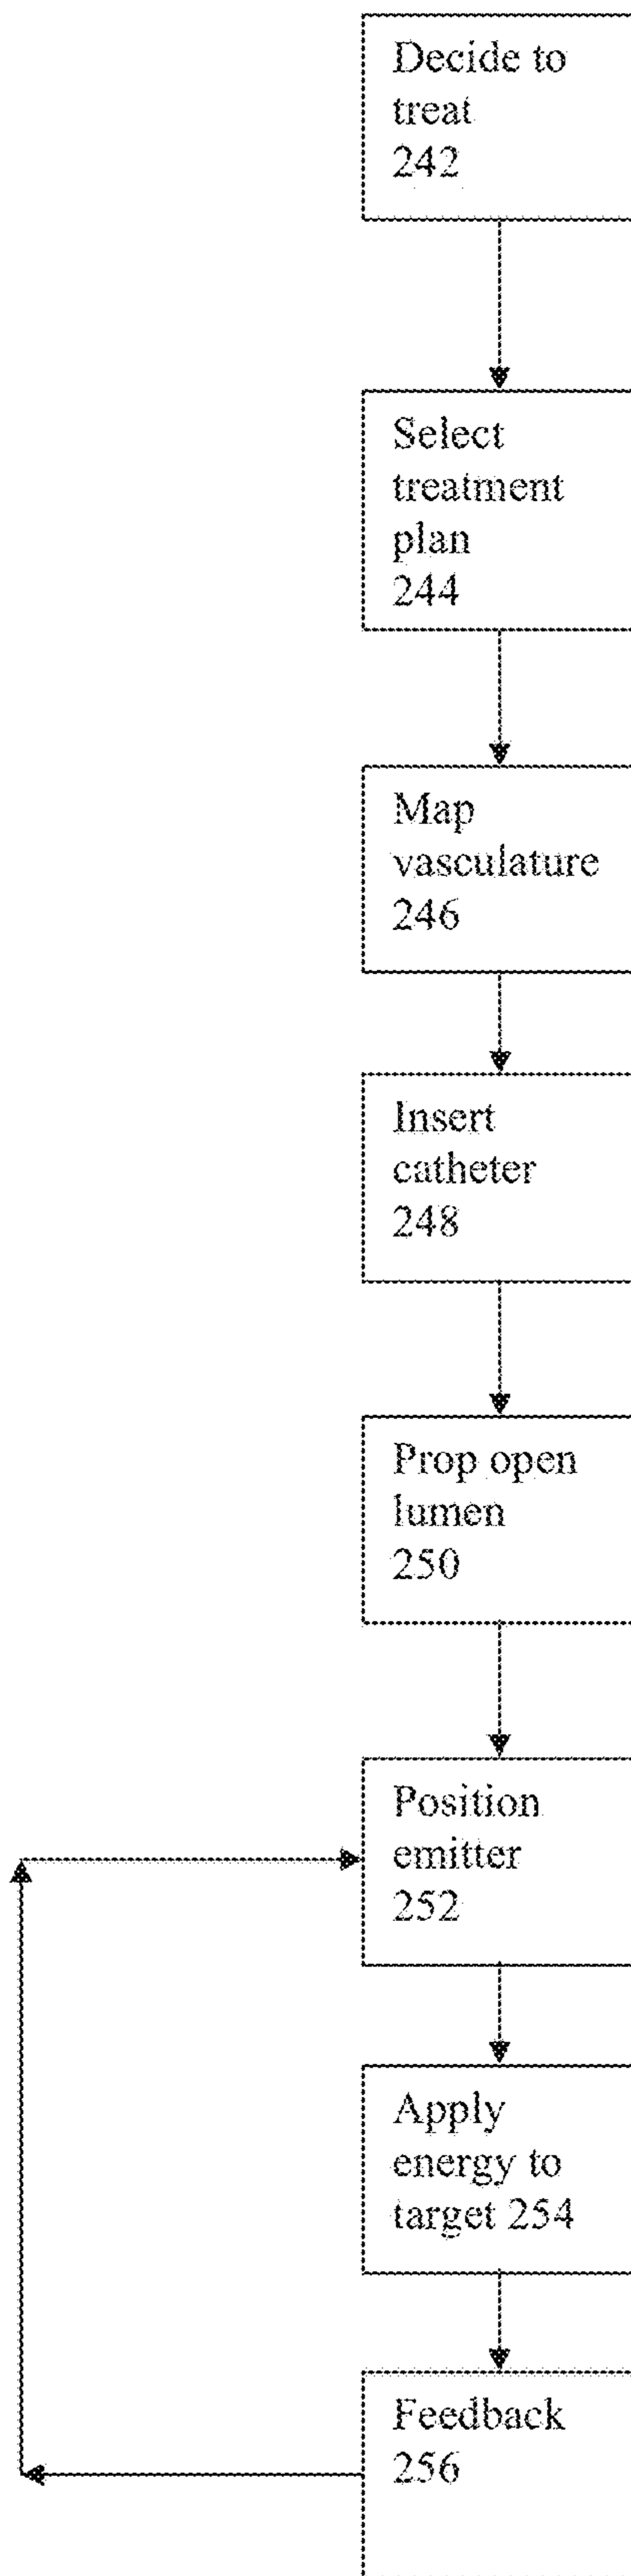 Decide to
treat
242
Select
treatment
plan
244
Map
vasculature
246
Insert
catheter
248
Prop open
lumen
250
Position
emitter
252
Apply
energy to
target 254
Feedback
256